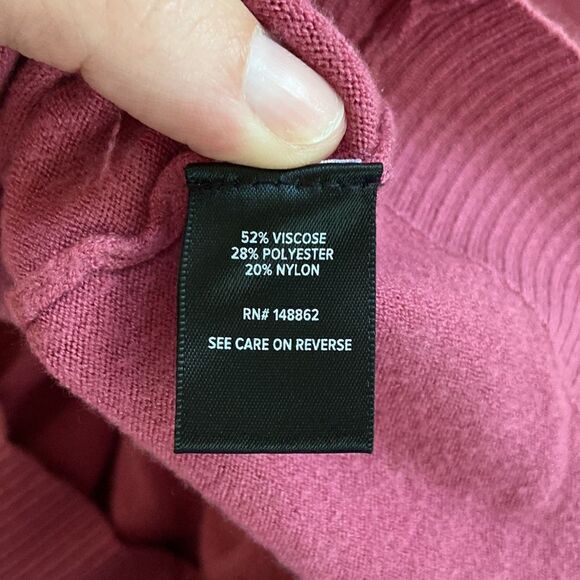 52% VISCOSE
28% POLYESTER
20% NYLON
RN# 148862
SEE CARE ON REVERSE